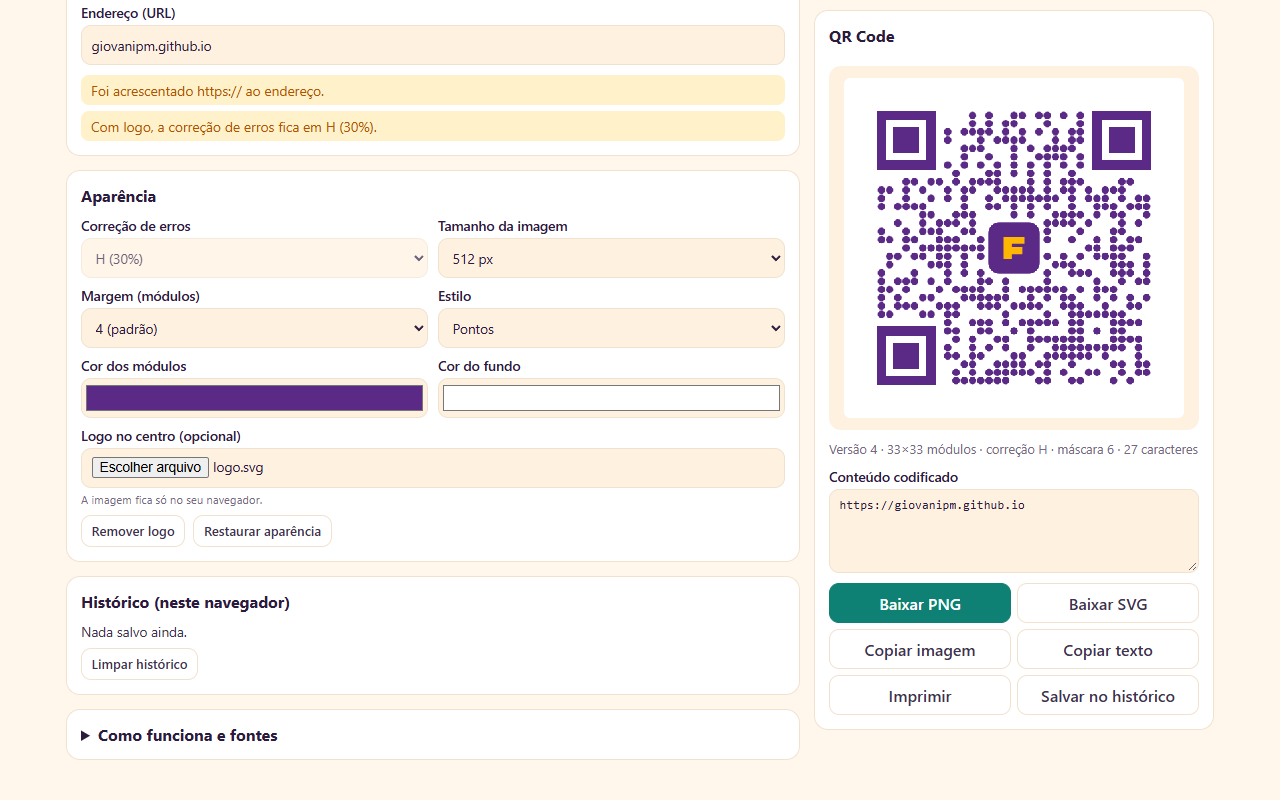 Endereço (URL)
giovanipm.github.io
Foi acrescentado https:// ao endereço.
Com logo, a correção de erros fica em H (30%).
Aparência
Correção de erros
Tamanho da imagem
H (30%)
512 px
Margem (módulos)
Estilo
4 (padrão)
Pontos
Cor dos módulos
Cor do fundo
Logo no centro (opcional)
Escolher arquivo logo.svg
A imagem fica só no seu navegador.
Remover logo
Restaurar aparência
Histórico (neste navegador)
Nada salvo ainda.
Limpar histórico
Como funciona e fontes
QR Code
F
Versão 4 · 33×33 módulos · correção H · máscara 6 · 27 caracteres
Conteúdo codificado
https://giovanipm.github.io
Baixar PNG
Baixar SVG
Copiar imagem
Copiar texto
Imprimir
Salvar no histórico